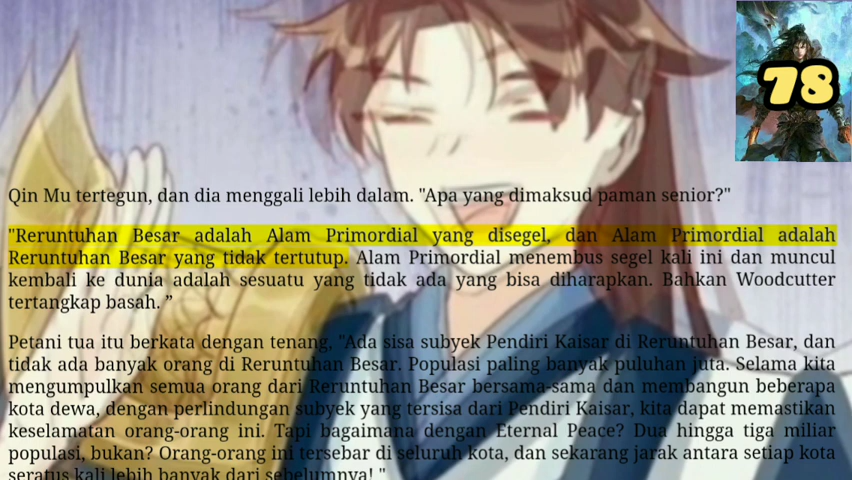 78
Qin Mu tertegun, dan dia menggali lebih dalam. "Apa yang dimaksud paman senior?"
"Reruntuhan Besar adalah Alam Primordial yang disegel, dan Alam Primordial adalah
Reruntuhan Besar yang tidak tertutup. Alam Primordial menembus segel kali ini dan muncul
kembali ke dunia adalah sesuatu yang tidak ada yang bisa diharapkan. Bahkan Woodcutter
tertangkap basah. ”
Petani tua itu berkata dengan tenang, "Ada sisa subyek Pendiri Kaisar di Reruntuhan Besar, dan
tidak ada banyak orang di Reruntuhan Besar. Populasi paling banyak puluhan juta. Selama kita
mengumpulkan semua orang dari Reruntuhan Besar bersama-sama dan membangun beberapa
kota dewa, dengan perlindungan subyek yang tersisa dari Pendiri Kaisar, kita dapat memastikan
keselamatan orang-orang ini. Tapi bagaimana dengan Eternal Peace? Dua hingga tiga miliar
populasi, bukan? Orang-orang ini tersebar di seluruh kota, dan sekarang jarak antara setiap kota
seratus kali lebih banyak dari sebelumnya! "